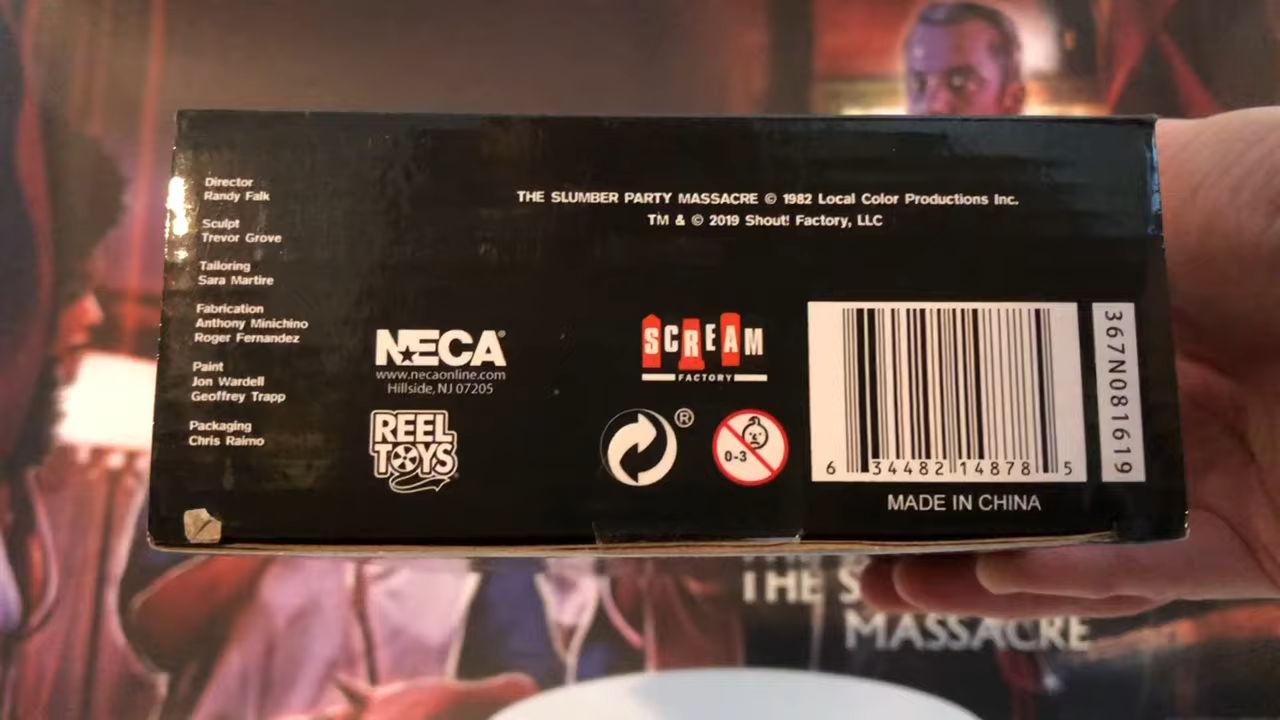 Director
Randy Falk
Sculpt
Trevor Grove
Tailoring
Sara Martire
Fabrication
Anthony Minichino
Roger Fernandez
Paint
Jon Wardell
Geoffrey Trapp
Packaging
Chris Raimo
THE SLUMBER PARTY MASSACRE © 1982 Local Color Productions Inc.
TM & © 2019 Shout! Factory, LLC
NECA®
www.necaonline.com
Hillside, NJ 07205
REEL
TOYS
SCREAM
FACTORY
®
0-3
6 34482 14878 5
MADE IN CHINA
367N081619
THE S
MASSACRE